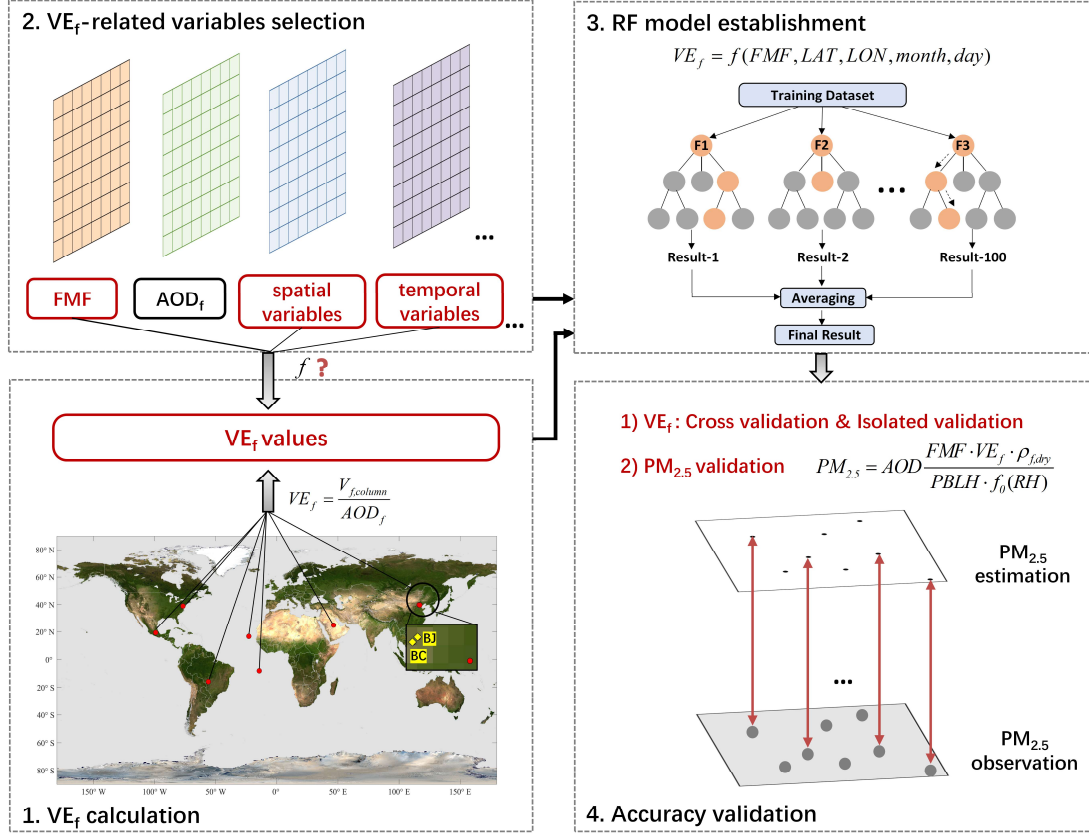 2. VEf-related variables selection
...
FMF
AODf
spatial
variables
temporal
variables
...
f ?
VEf values
VEf = Vf,column / AODf
80° N
60° N
40° N
20° N
0°
20° S
40° S
60° S
80° S
150° W
100° W
50° W
0°
50° E
100° E
150° E
BJ
BC
1. VEf calculation
3. RF model establishment
VEf = f(FMF, LAT, LON, month, day)
Training Dataset
F1
F2
F3
...
Result-1
Result-2
Result-100
Averaging
Final Result
1) VEf: Cross validation & Isolated validation
2) PM2.5 validation
PM2.5 = AOD FMF·VEf·ρf,dry / PBLH·f0(RH)
PM2.5
estimation
...
PM2.5
observation
4. Accuracy validation